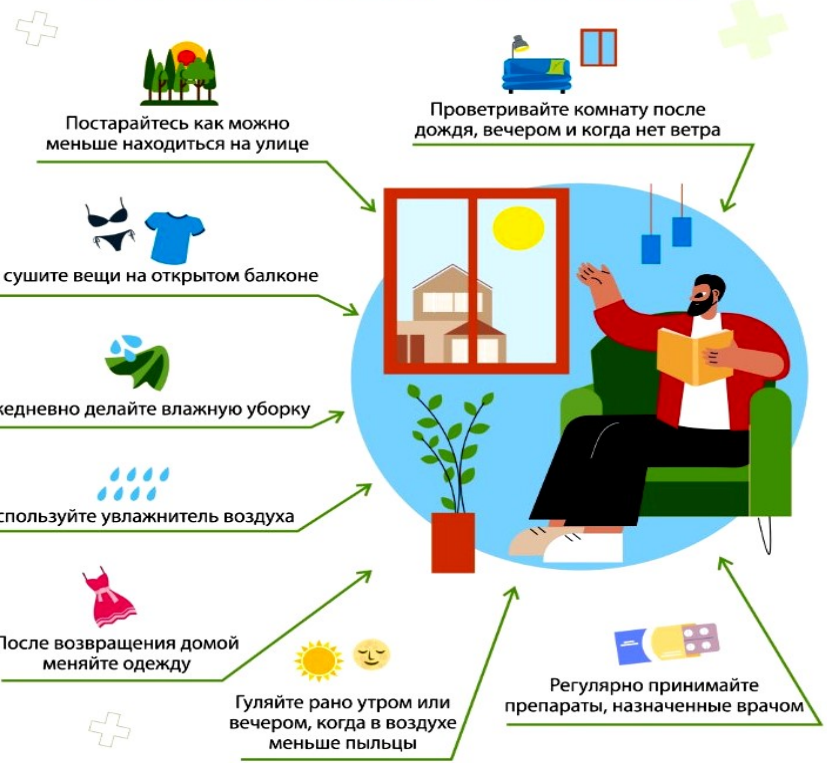 Постарайтесь как можно
меньше находиться на улице
Проветривайте комнату после
дождя, вечером и когда нет ветра
сушите вещи на открытом балконе
жедневно делайте влажную уборку
спользуйте увлажнитель воздуха
После возвращения домой
меняйте одежду
Гуляйте рано утром или
вечером, когда в воздухе
меньше пыльцы
Регулярно принимайте
препараты, назначенные врачом